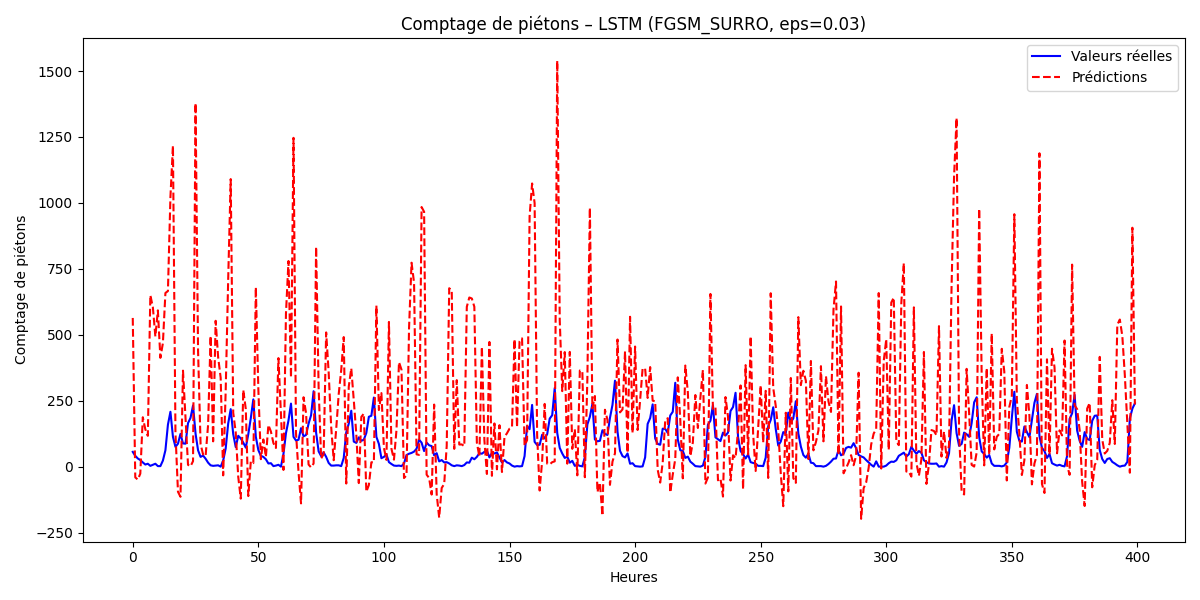 Comptage de piétons – LSTM (FGSM_SURRO, eps=0.03)
Valeurs réelles
Prédictions
Comptage de piétons
1500
1250
1000
750
500
250
0
−250
0 50 100 150 200 250 300 350 400
Heures